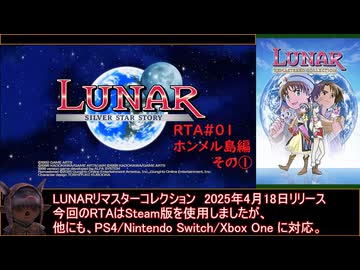 LUNAR
SILVER STAR STORY
RTA#01
ホンメル島編
その①
LUNAR
REMASTERED COLLECTION
LUNARリマスターコレクション 2025年4月18日リリース
今回のRTAはSteam版を使用しましたが、
他にも、PS4/Nintendo Switch/Xbox One に対応。